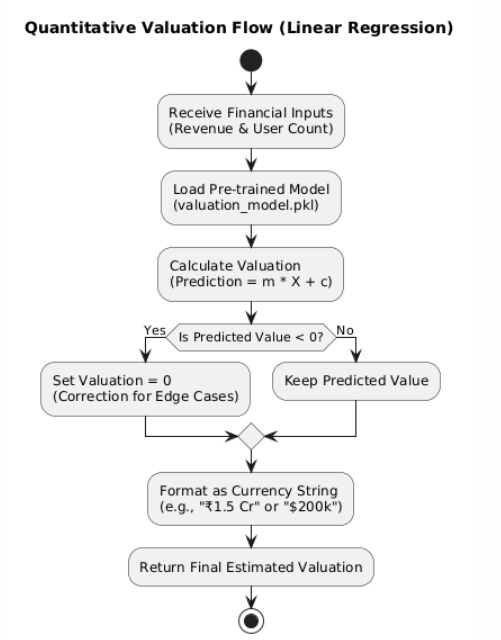 Quantitative Valuation Flow (Linear Regression)
Receive Financial Inputs
(Revenue & User Count)
Load Pre-trained Model
(valuation_model.pkl)
Calculate Valuation
(Prediction = m * X + c)
Is Predicted Value < 0?
Yes
No
Set Valuation = 0
(Correction for Edge Cases)
Keep Predicted Value
Format as Currency String
(e.g., "₹1.5 Cr" or "$200k")
Return Final Estimated Valuation